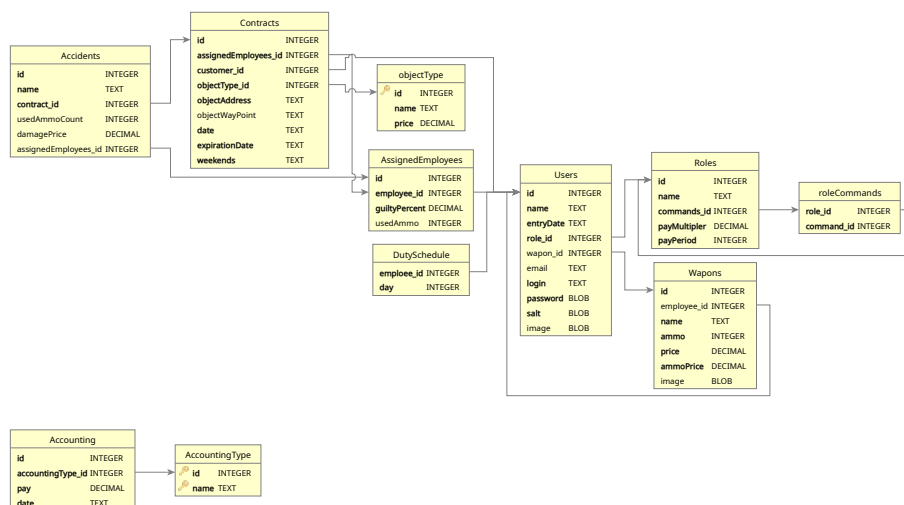 Contracts
id INTEGER
assignedEmployees_id INTEGER
customer_id INTEGER
objectType_id INTEGER
objectAddress TEXT
objectWayPoint TEXT
date TEXT
expirationDate TEXT
weekends TEXT
Accidents
id INTEGER
name TEXT
contract_id INTEGER
usedAmmoCount INTEGER
damagePrice DECIMAL
assignedEmployees_id INTEGER
objectType
id INTEGER
name TEXT
price DECIMAL
AssignedEmployees
id INTEGER
employee_id INTEGER
guiltyPercent DECIMAL
usedAmmo INTEGER
DutySchedule
emploee_id INTEGER
day INTEGER
Users
id INTEGER
name TEXT
entryDate TEXT
role_id INTEGER
wapon_id INTEGER
email TEXT
login TEXT
password BLOB
salt BLOB
image BLOB
Roles
id INTEGER
name TEXT
commands_id INTEGER
payMultipler DECIMAL
payPeriod INTEGER
roleCommands
role_id INTEGER
command_id INTEGER
Wapons
id INTEGER
employee_id INTEGER
name TEXT
ammo INTEGER
price DECIMAL
ammoPrice DECIMAL
image BLOB
Accounting
id INTEGER
accountingType_id INTEGER
pay DECIMAL
date TEXT
AccountingType
id INTEGER
name TEXT